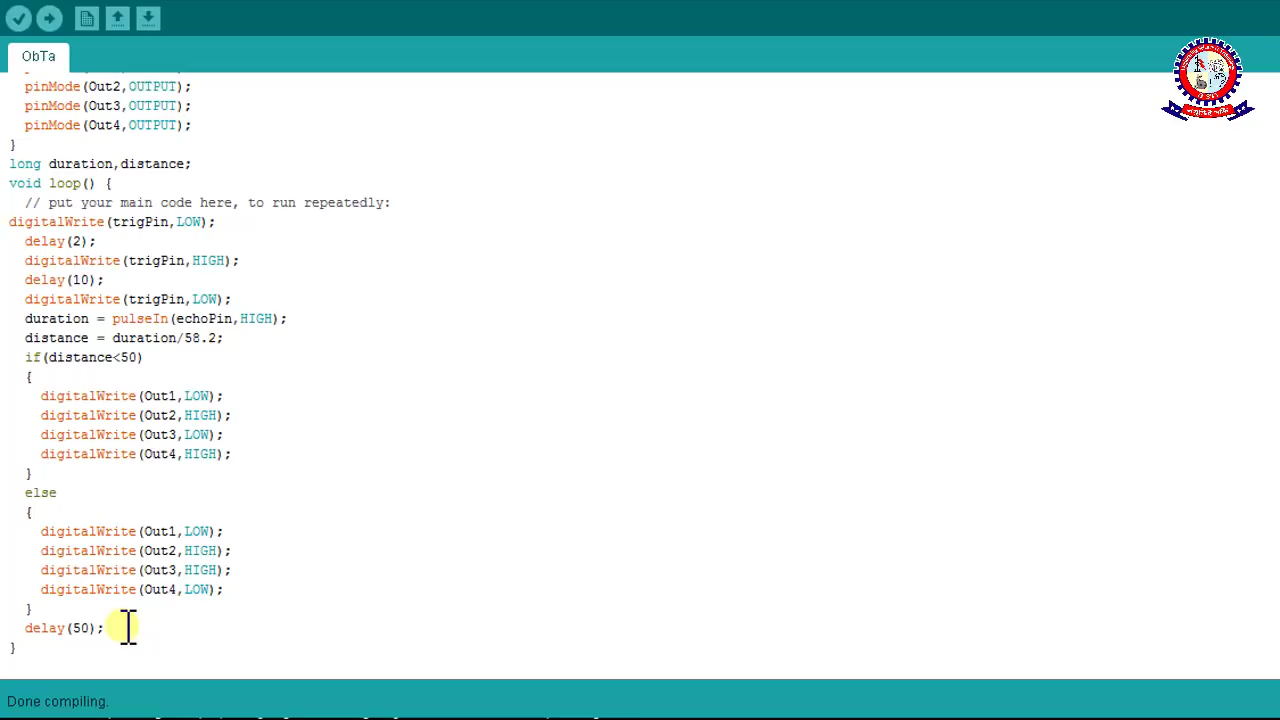 ObTa
pinMode(Out2,OUTPUT);
pinMode(Out3,OUTPUT);
pinMode(Out4,OUTPUT);
}
long duration,distance;
void loop() {
// put your main code here, to run repeatedly:
digitalWrite(trigPin,LOW);
delay(2);
digitalWrite(trigPin,HIGH);
delay(10);
digitalWrite(trigPin,LOW);
duration = pulseIn(echoPin,HIGH);
distance = duration/58.2;
if(distance<50)
{
digitalWrite(Out1,LOW);
digitalWrite(Out2,HIGH);
digitalWrite(Out3,LOW);
digitalWrite(Out4,HIGH);
}
else
{
digitalWrite(Out1,LOW);
digitalWrite(Out2,HIGH);
digitalWrite(Out3,HIGH);
digitalWrite(Out4,LOW);
}
delay(50);
}
Done compiling.